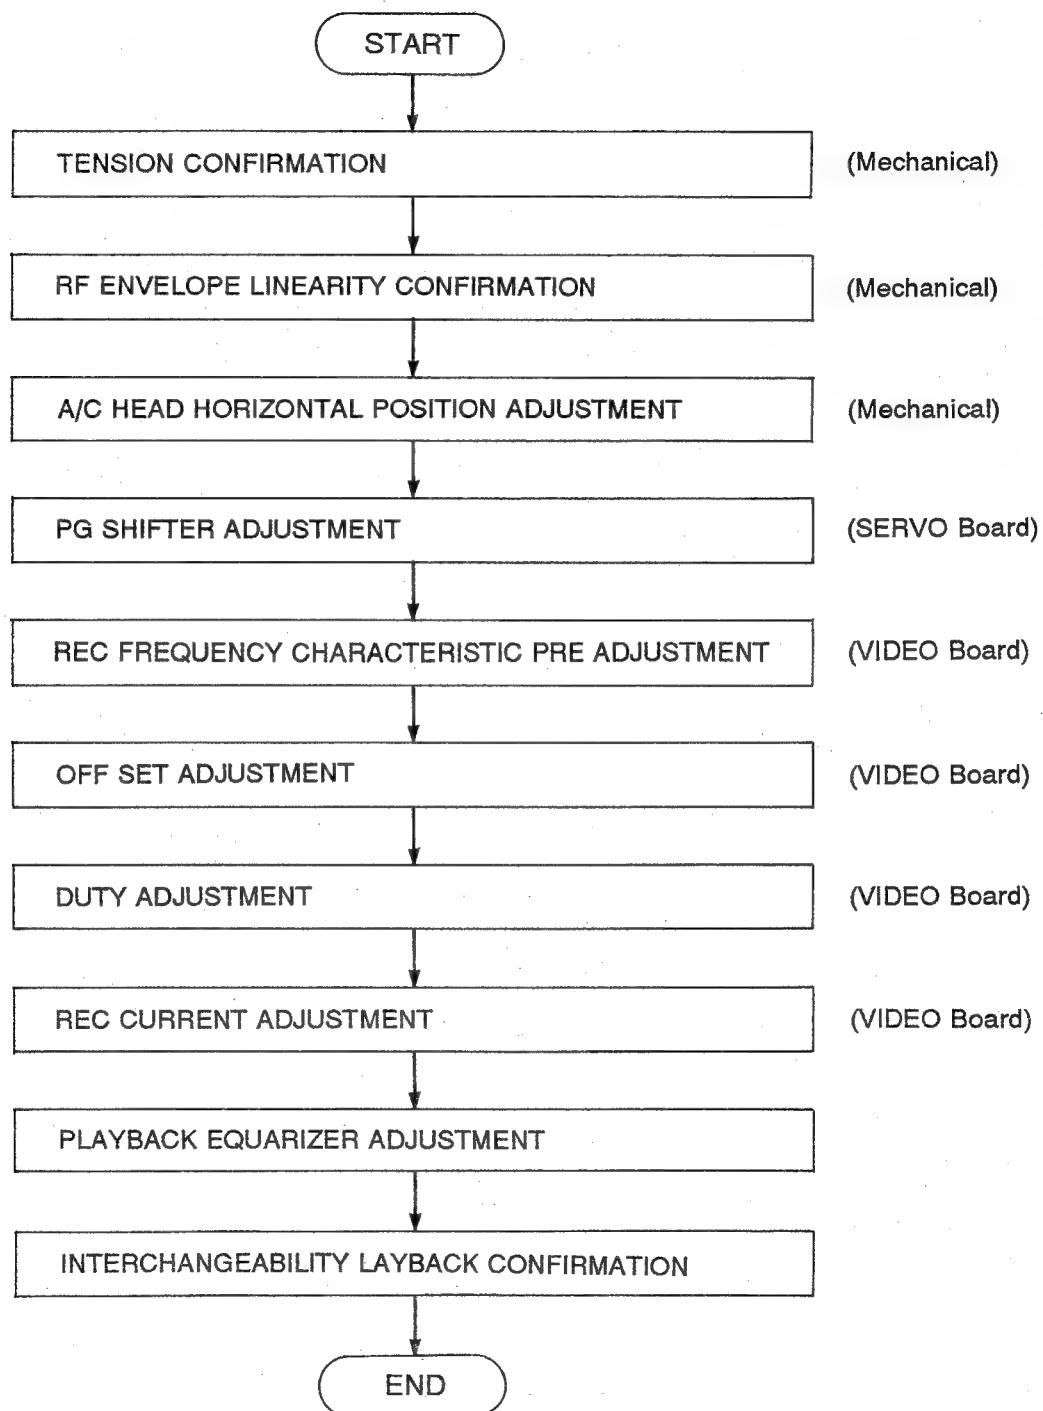 START
TENSION CONFIRMATION (Mechanical)
RF ENVELOPE LINEARITY CONFIRMATION (Mechanical)
A/C HEAD HORIZONTAL POSITION ADJUSTMENT (Mechanical)
PG SHIFTER ADJUSTMENT (SERVO Board)
REC FREQUENCY CHARACTERISTIC PRE ADJUSTMENT (VIDEO Board)
OFF SET ADJUSTMENT (VIDEO Board)
DUTY ADJUSTMENT (VIDEO Board)
REC CURRENT ADJUSTMENT (VIDEO Board)
PLAYBACK EQUARIZER ADJUSTMENT
INTERCHANGEABILITY LAYBACK CONFIRMATION
END